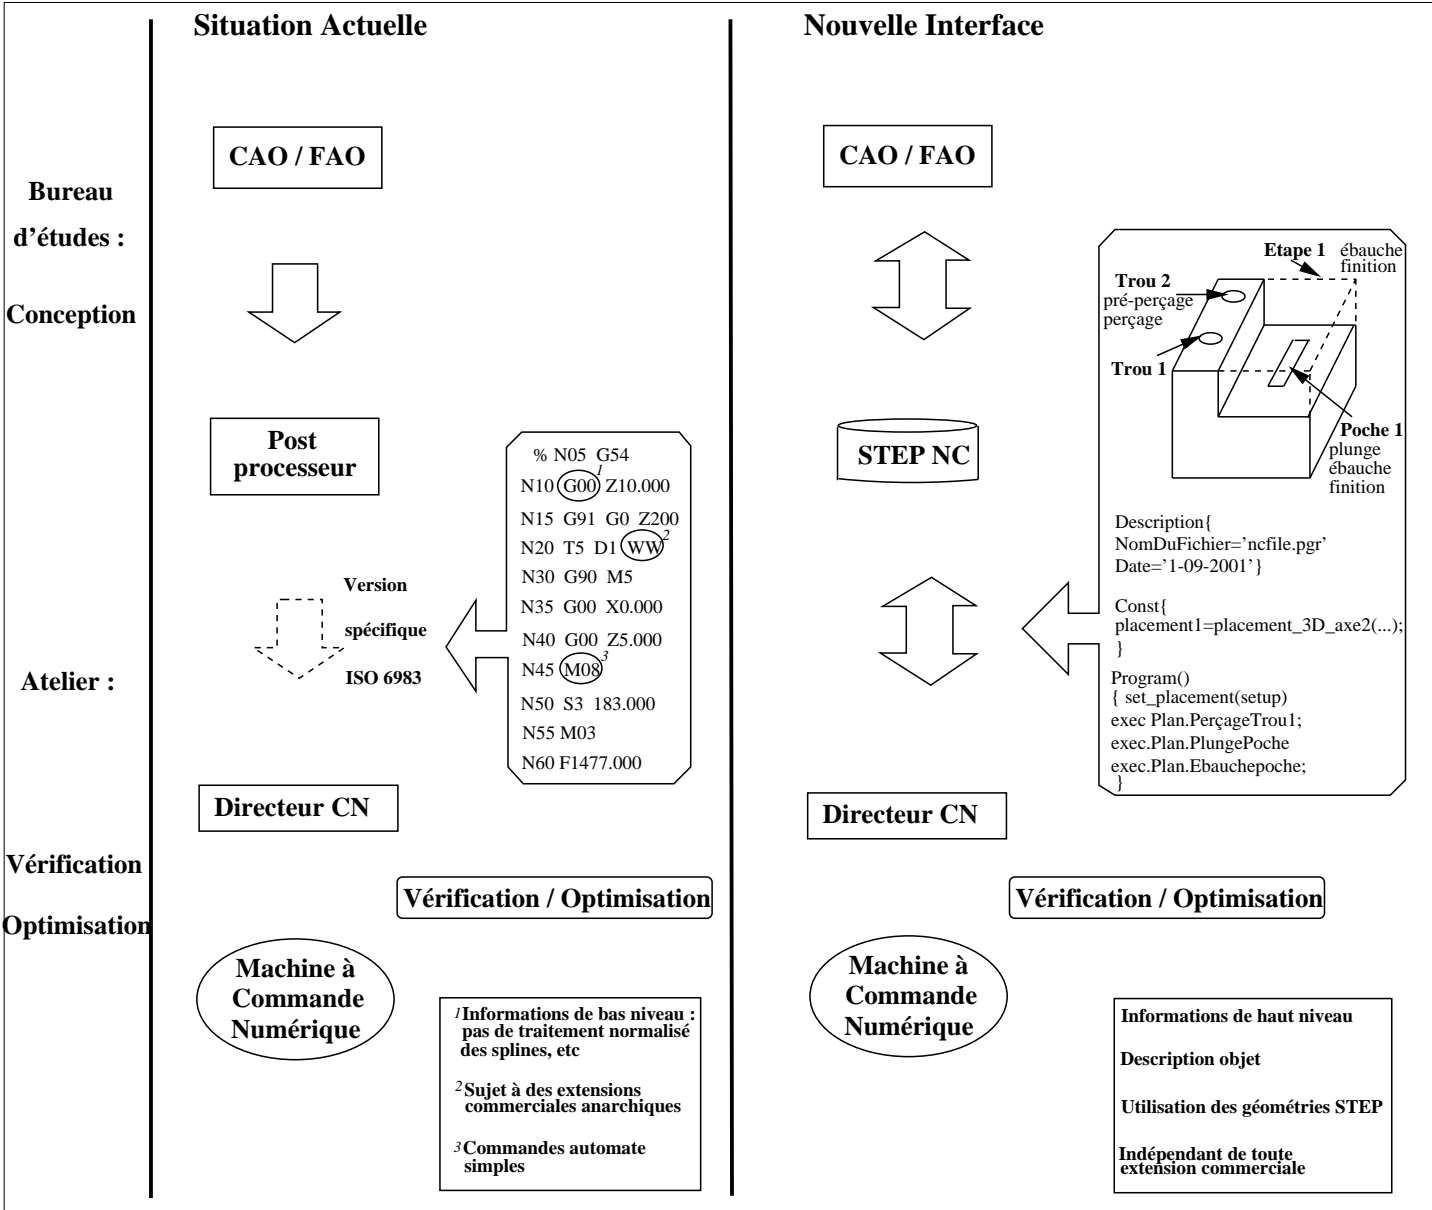 Situation Actuelle
Nouvelle Interface
Bureau
d'études :
Conception
Atelier :
Vérification
Optimisation
CAO / FAO
Post
processeur
Version
spécifique
ISO 6983
% N05 G54
N10 G00 1 Z10.000
N15 G91 G0 Z200
N20 T5 D1 WW 2
N30 G90 M5
N35 G00 X0.000
N40 G00 Z5.000
N45 M08 3
N50 S3 183.000
N55 M03
N60 F1477.000
Directeur CN
Vérification / Optimisation
Machine à
Commande
Numérique
1 Informations de bas niveau :
pas de traitement normalisé
des splines, etc
2 Sujet à des extensions
commerciales anarchiques
3 Commandes automate
simples
CAO / FAO
STEP NC
Etape 1
ébauche
finition
Trou 2
pré-perçage
perçage
Trou 1
Poche 1
plunge
ébauche
finition
Description{
NomDuFichier='ncfile.pgr'
Date='1-09-2001'}
Const{
placement1=placement_3D_axe2(...);
}
Program()
{ set_placement(setup)
exec Plan.PerçageTrou1;
exec.Plan.PlungePoche
exec.Plan.Ebauchepoche;
}
Directeur CN
Vérification / Optimisation
Machine à
Commande
Numérique
Informations de haut niveau
Description objet
Utilisation des géométries STEP
Indépendant de toute
extension commerciale